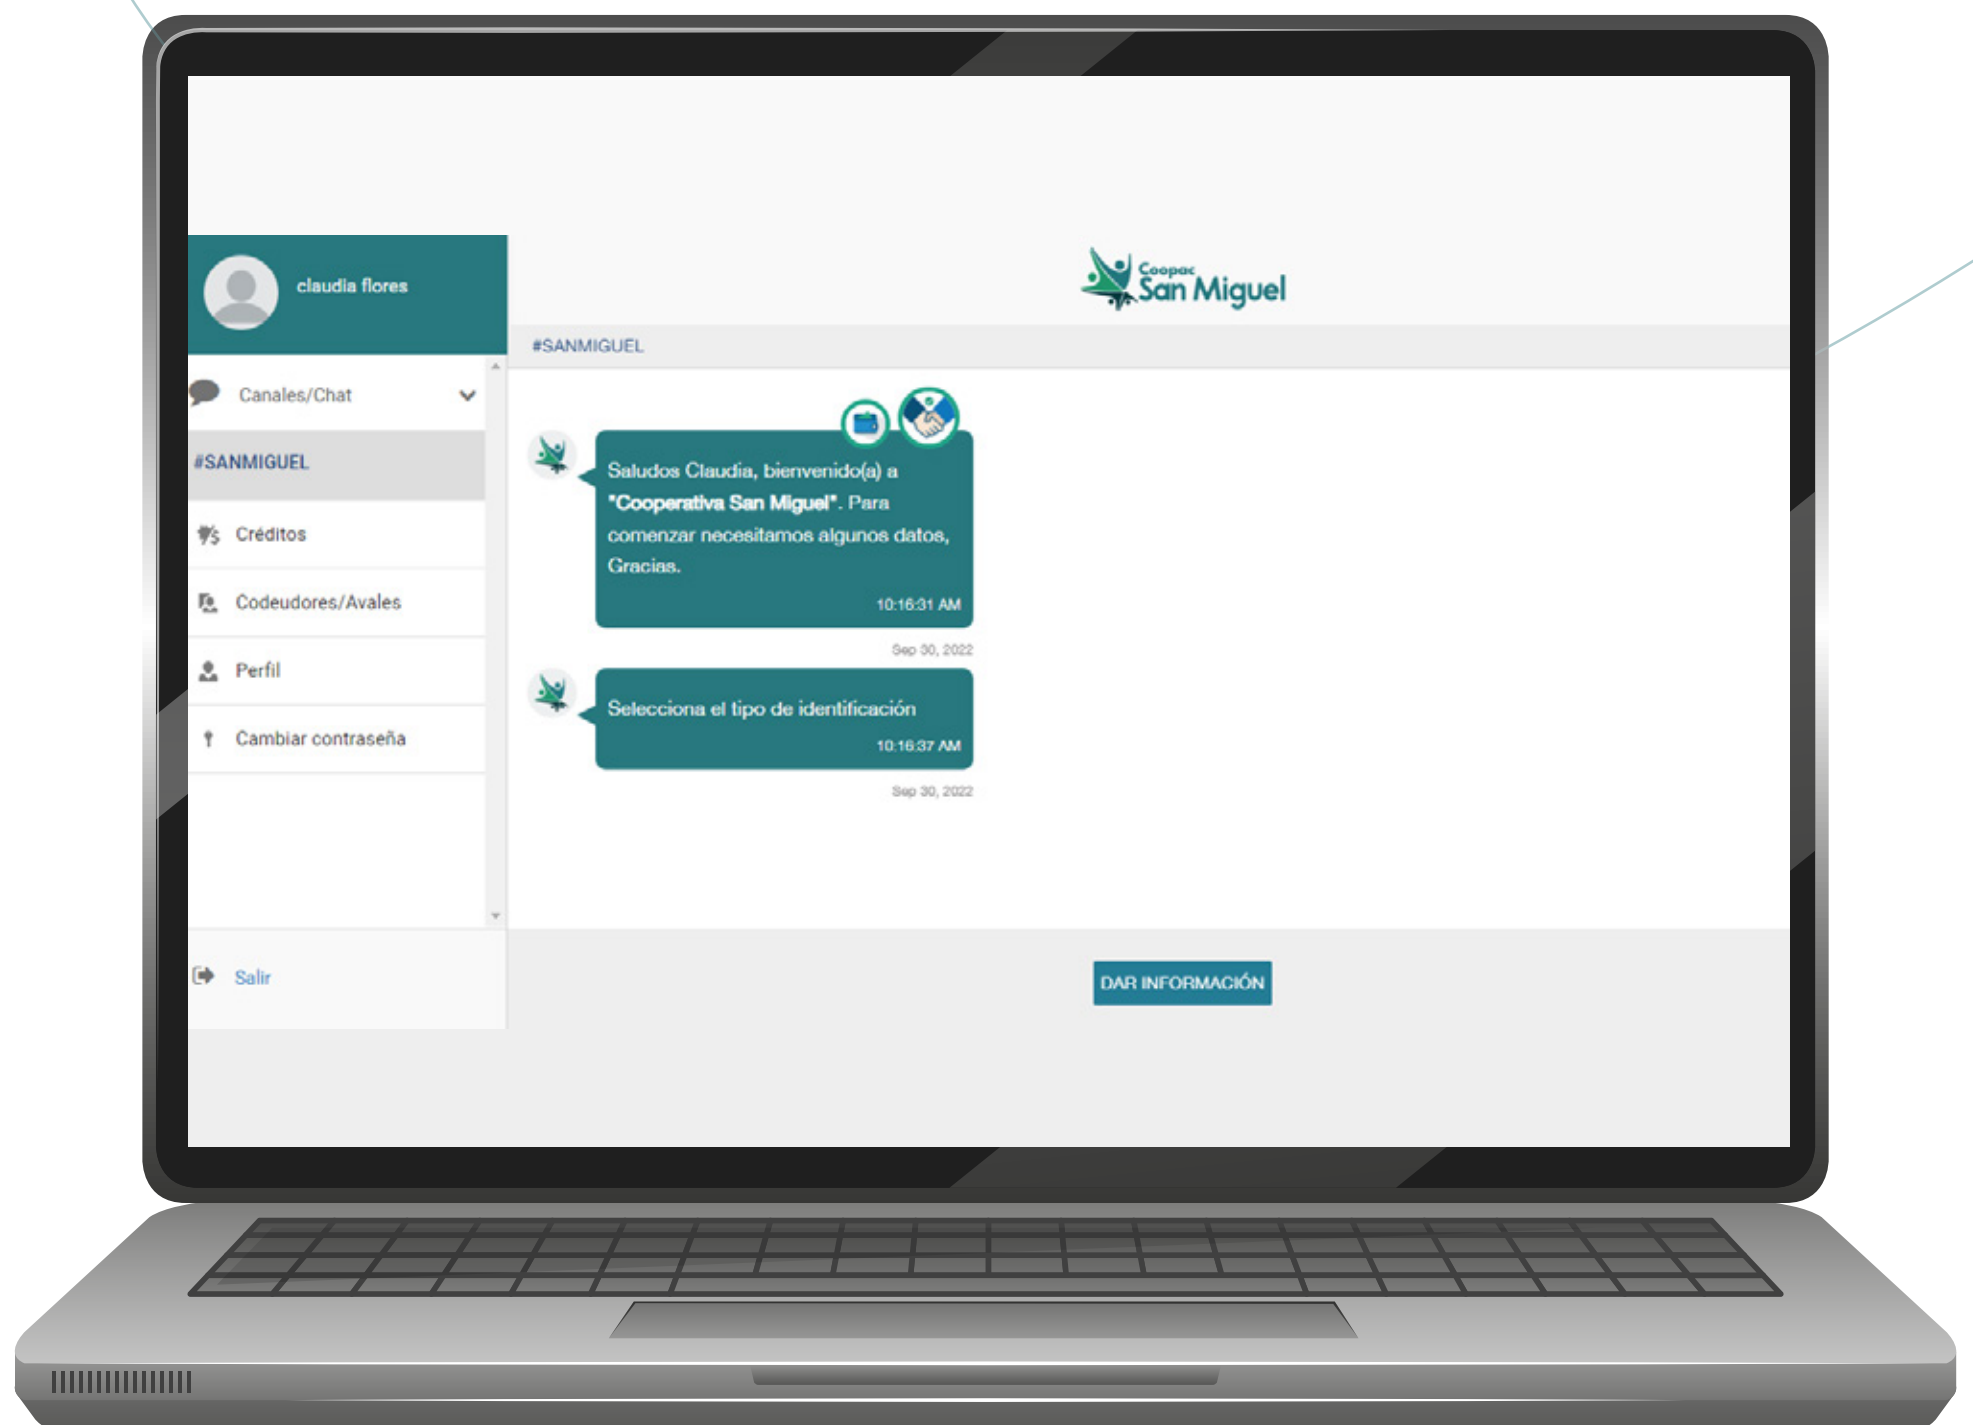 claudia flores
Canales/Chat
#SANMIGUEL
Créditos
Codeudores/Avales
Perfil
Cambiar contraseña
Salir
Coopac
San Miguel
#SANMIGUEL
Saludos Claudia, bienvenido(a) a
"Cooperativa San Miguel". Para
comenzar necesitamos algunos datos,
Gracias.
10:16:31 AM
Sep 30, 2022
Selecciona el tipo de identificación
10:16:37 AM
Sep 30, 2022
DAR INFORMACIÓN